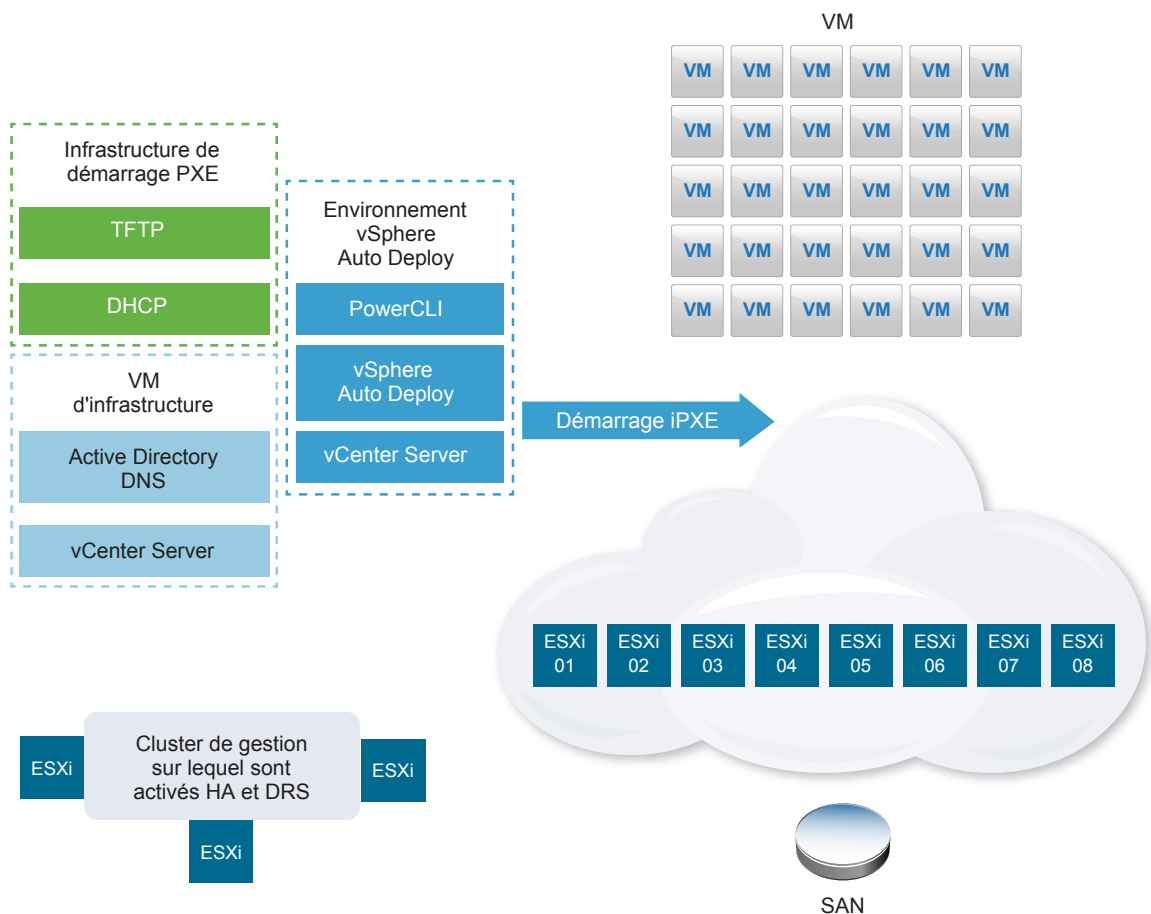 VM
VM VM VM VM VM VM
VM VM VM VM VM VM
VM VM VM VM VM VM
VM VM VM VM VM VM
VM VM VM VM VM VM
Infrastructure de
démarrage PXE
TFTP
DHCP
VM
d'infrastructure
Active Directory
DNS
vCenter Server
Environnement
vSphere
Auto Deploy
PowerCLI
vSphere
Auto Deploy
vCenter Server
Démarrage iPXE
ESXi
01
ESXi
02
ESXi
03
ESXi
04
ESXi
05
ESXi
06
ESXi
07
ESXi
08
ESXi
Cluster de gestion
sur lequel sont
activés HA et DRS
ESXi
ESXi
SAN